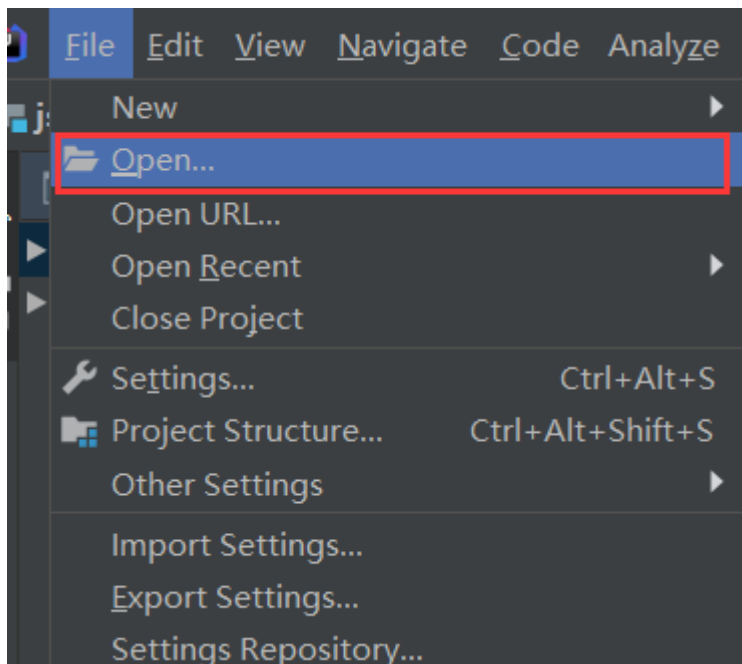 File Edit View Navigate Code Analyze
New
Open...
Open URL...
Open Recent
Close Project
Settings... Ctrl+Alt+S
Project Structure... Ctrl+Alt+Shift+S
Other Settings
Import Settings...
Export Settings...
Settings Repository...